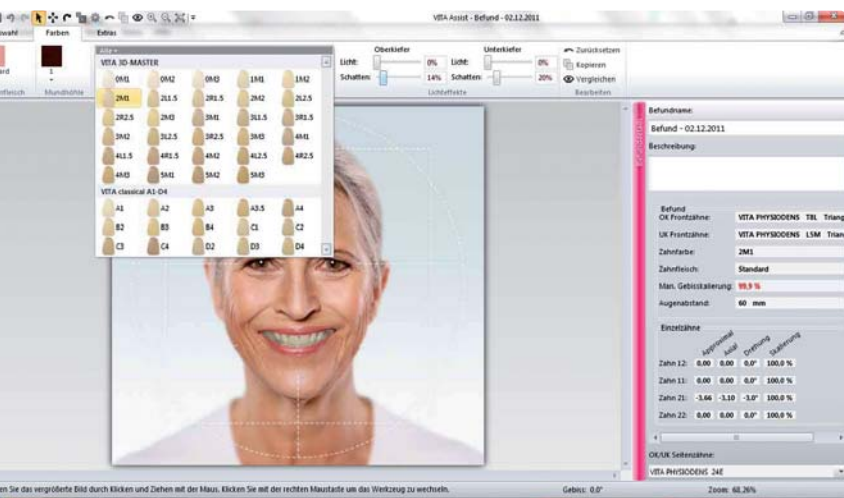 VITA Assist - Befund - 02.12.2011
Farben Extras
Alle
VITA 3D-MASTER
0M1 0M2 0M3 1M1 1M2
2M1 2L1.5 2R1.5 2M2 2L2.5
2R2.5 2M3 3M1 3L1.5 3R1.5
3M2 3L2.5 3R2.5 3M3 4M1
4L1.5 4R1.5 4M2 4L2.5 4R2.5
4M3 5M1 5M2 5M3
VITA classical A1-D4
A1 A2 A3 A3.5 A4
B2 B3 B4 C1 C2
C3 C4 D2 D3 D4
1
Mundhöhle
Oberkiefer Unterkiefer
Licht: 0% Licht: 0%
Schatten: 14% Schatten: 20%
Lichteffekte
Zurücksetzen
Kopieren
Vergleichen
Bearbeiten
Befundname:
Befund - 02.12.2011
Beschreibung:
Befund
OK Frontzähne: VITA PHYSIODENS T8L Triang
UK Frontzähne: VITA PHYSIODENS L5M Trian
Zahnfarbe: 2M1
Zahnfleisch: Standard
Man. Gebisskalierung: 99,9 %
Augenabstand: 60 mm
Einzelzähne
Approximal Axial Drehung Skalierung
Zahn 12: 0,00 0,00 0,0° 100,0 %
Zahn 11: 0,00 0,00 0,0° 100,0 %
Zahn 21: -3,66 -3,10 -3,0° 100,0 %
Zahn 22: 0,00 0,00 0,0° 100,0 %
OK/UK Seitenzähne:
VITA PHYSIODENS 24E
en Sie das vergrößerte Bild durch Klicken und Ziehen mit der Maus. Klicken Sie mit der rechten Maustaste um das Werkzeug zu wechseln.
Gebiss: 0,0° Zoom: 68,26%